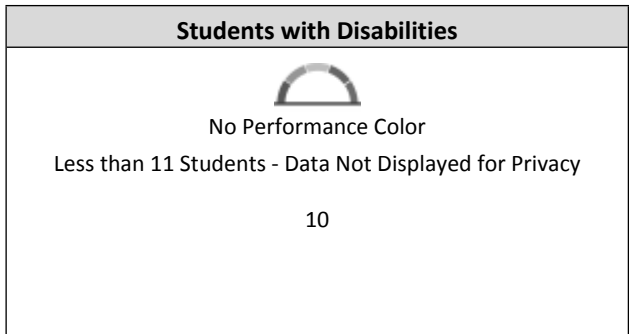 Students with Disabilities
No Performance Color
Less than 11 Students - Data Not Displayed for Privacy
10